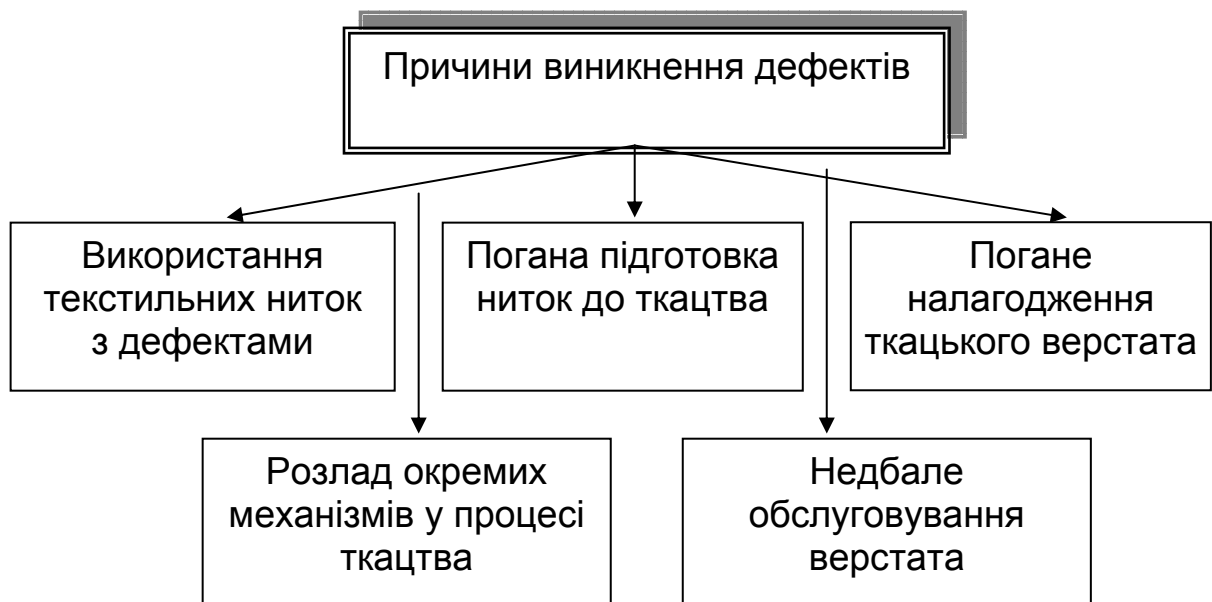 Причини виникнення дефектів
Використання
текстильних ниток
з дефектами
Погана підготовка
ниток до ткацтва
Погане
налагодження
ткацького верстата
Розлад окремих
механізмів у процесі
ткацтва
Недбале
обслуговування
верстата